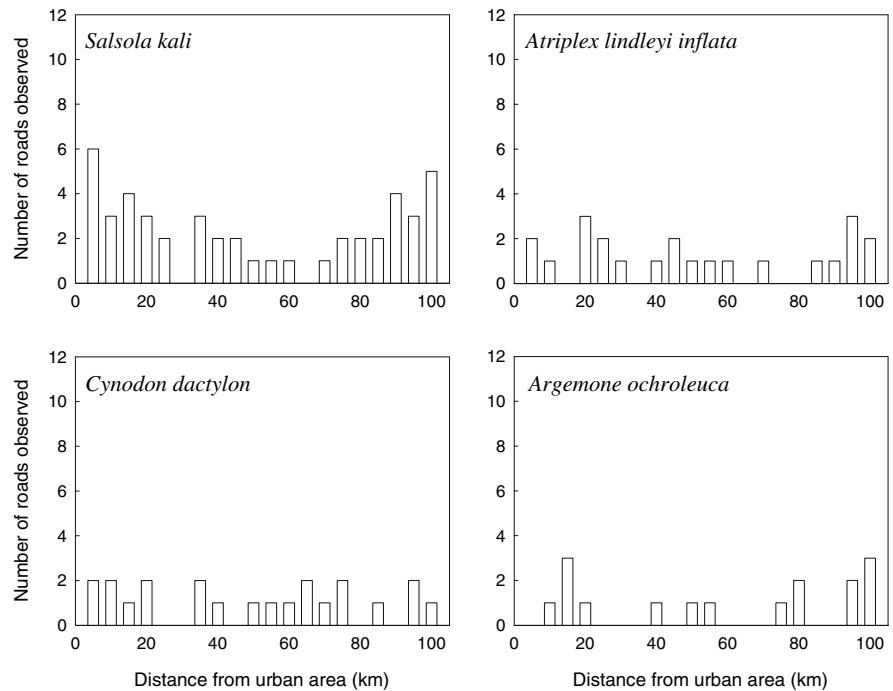 12
10
8
6
4
2
0
Number of roads observed
Salsola kali
0 20 40 60 80 100
12
10
8
6
4
2
0
Atriplex lindleyi inflata
0 20 40 60 80 100
12
10
8
6
4
2
0
Number of roads observed
Cynodon dactylon
0 20 40 60 80 100
Distance from urban area (km)
12
10
8
6
4
2
0
Argemone ochroleuca
0 20 40 60 80 100
Distance from urban area (km)